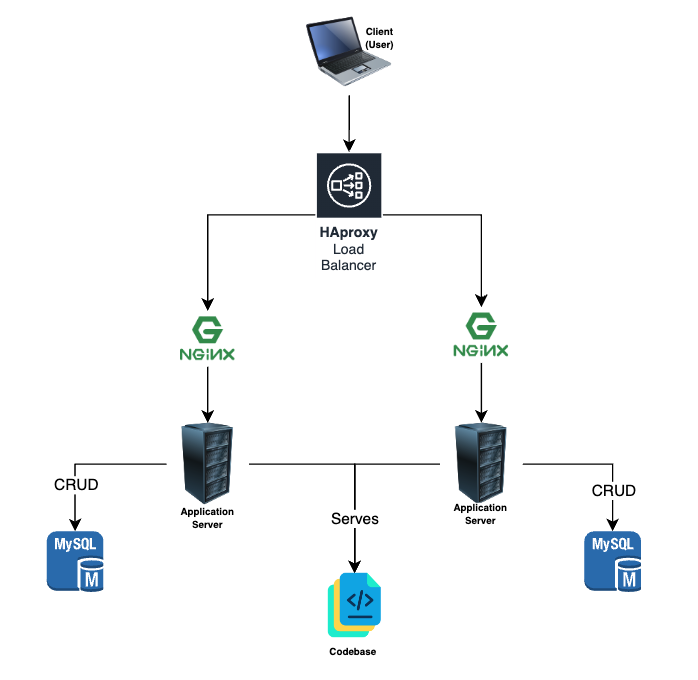 Client
(User)
HAproxy
Load
Balancer
NGiNX
NGiNX
Application
Server
Application
Server
CRUD
CRUD
Serves
MySQL
M
MySQL
M
</>
Codebase